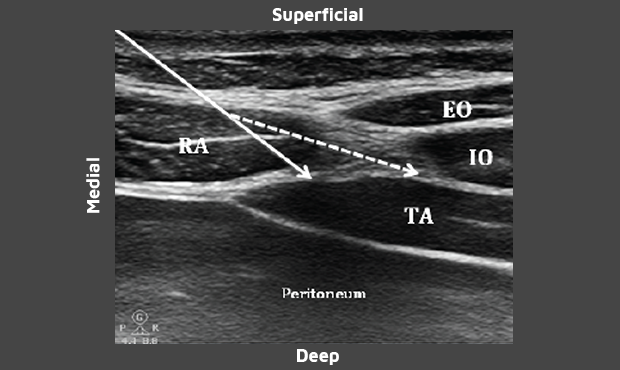 Superficial
Medial
EO
RA
IO
TA
Peritoneum
G
P R
Deep